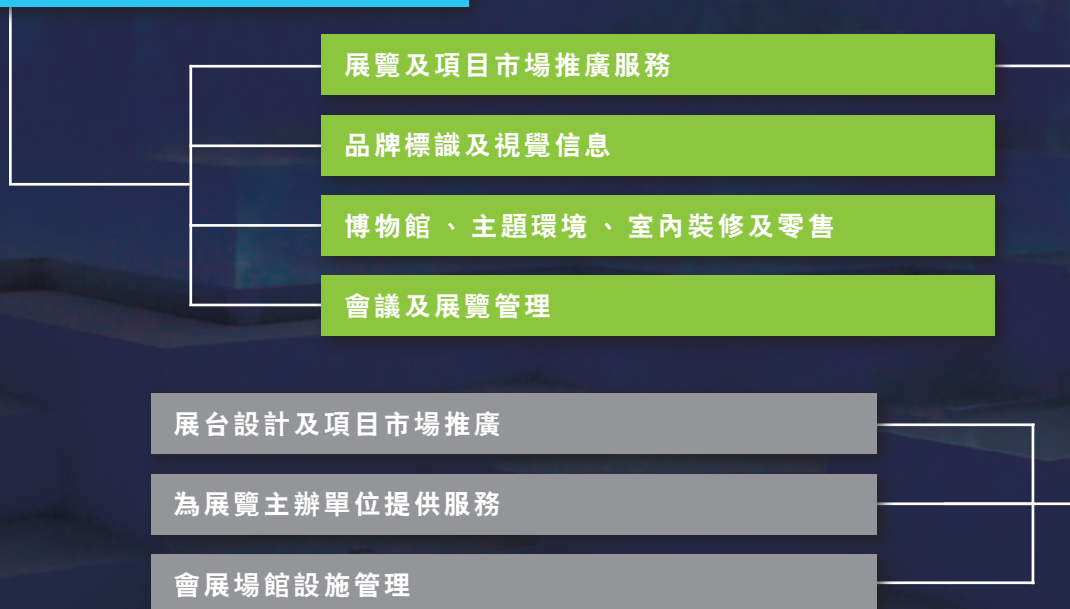 展覽及項目市場推廣服務
品牌標識及視覺信息
博物館、主題環境、室內裝修及零售
會議及展覽管理
展台設計及項目市場推廣
為展覽主辦單位提供服務
會展場館設施管理